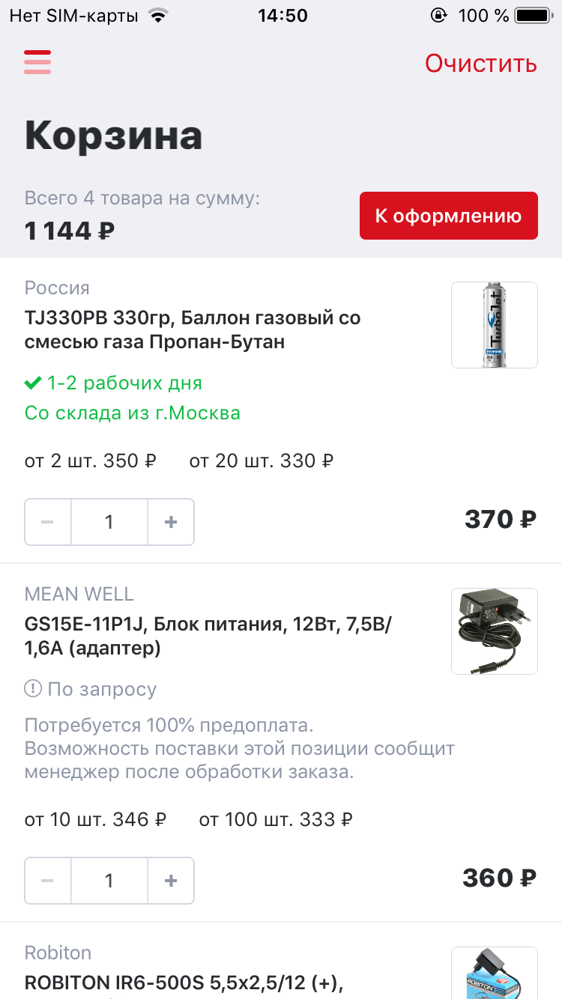 Нет SIM-карты 14:50 100 %
Очистить
Корзина
Всего 4 товара на сумму:
1 144 ₽
К оформлению
Россия
TJ330PB 330гр, Баллон газовый со
смесью газа Пропан-Бутан
TurboJet
1-2 рабочих дня
Со склада из г.Москва
от 2 шт. 350 ₽ от 20 шт. 330 ₽
1
370 ₽
MEAN WELL
GS15E-11P1J, Блок питания, 12Вт, 7,5В/
1,6А (адаптер)
По запросу
Потребуется 100% предоплата.
Возможность поставки этой позиции сообщит
менеджер после обработки заказа.
от 10 шт. 346 ₽ от 100 шт. 333 ₽
1
360 ₽
Robiton
ROBITON IR6-500S 5,5x2,5/12 (+),
ROBITON